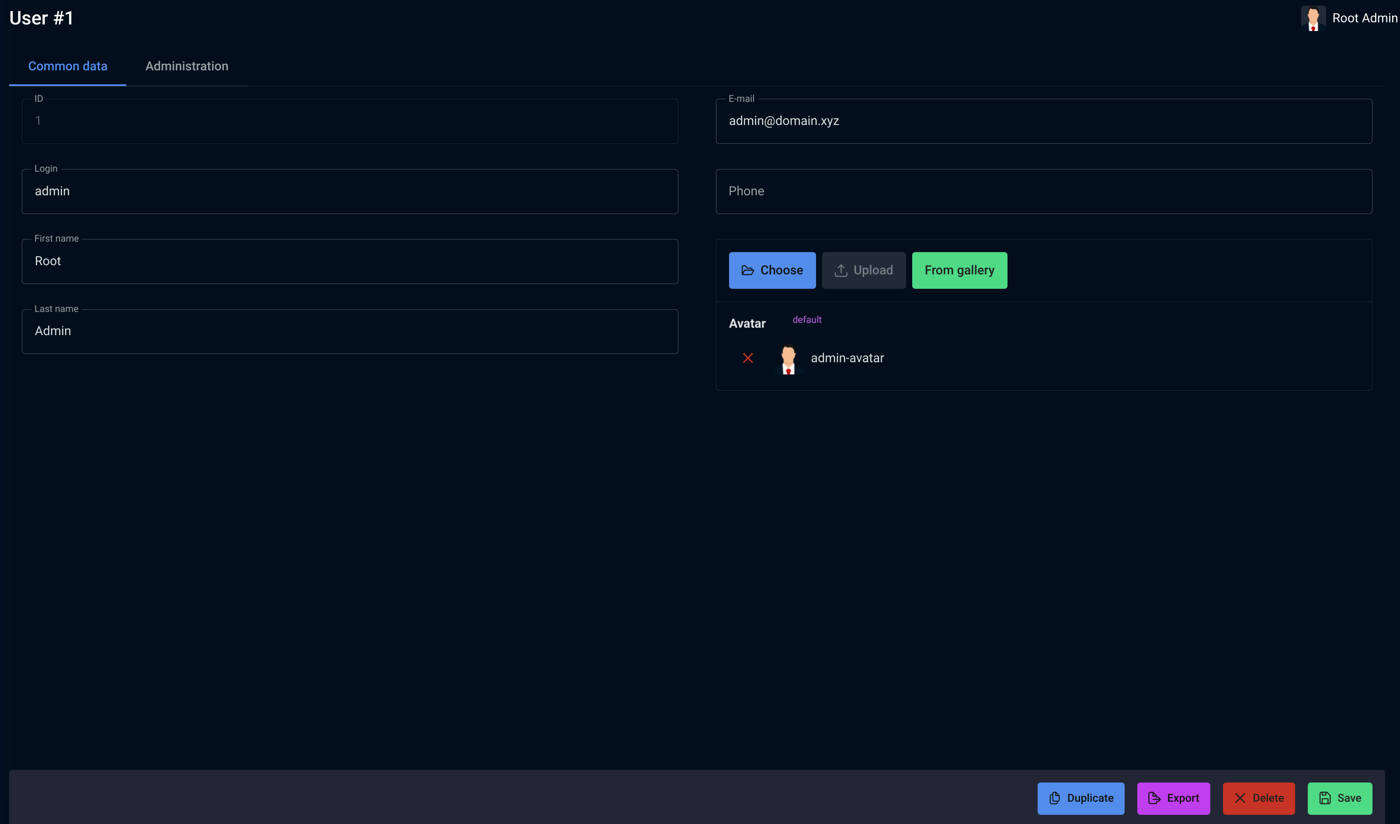 User #1
Root Admin
Common data
Administration
ID
1
Login
admin
First name
Root
Last name
Admin
E-mail
admin@domain.xyz
Phone
Choose
Upload
From gallery
Avatar
default
admin-avatar
Duplicate
Export
Delete
Save